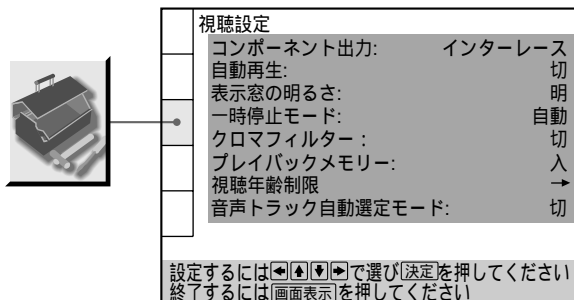 視聴設定
コンポーネント出力: インターレース
自動再生: 切
表示窓の明るさ: 明
一時停止モード: 自動
クロマフィルター: 切
プレイバックメモリー: 入
視聴年齢制限 →
音声トラック自動選定モード: 切
設定するには←↑↓→で選び決定を押してください
終了するには画面表示を押してください